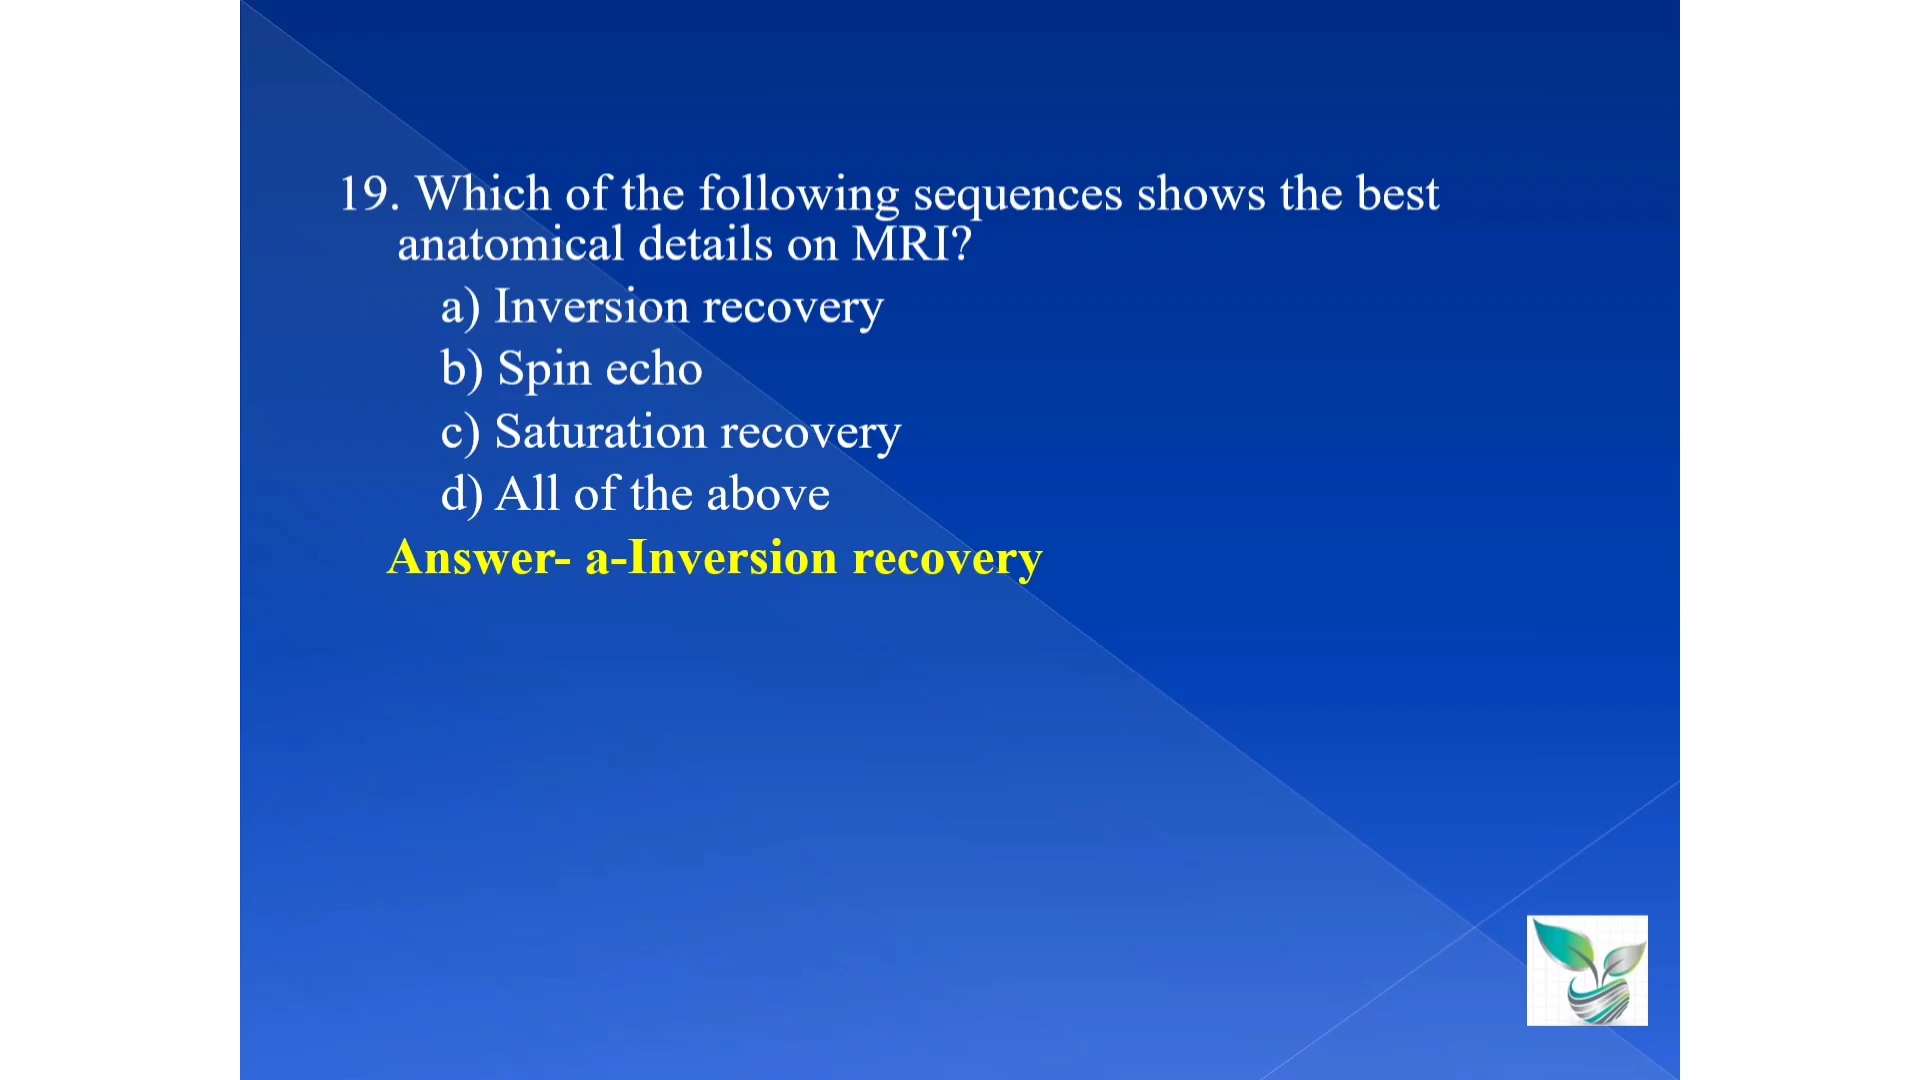 19. Which of the following sequences shows the best
anatomical details on MRI?
a) Inversion recovery
b) Spin echo
c) Saturation recovery
d) All of the above
Answer- a-Inversion recovery